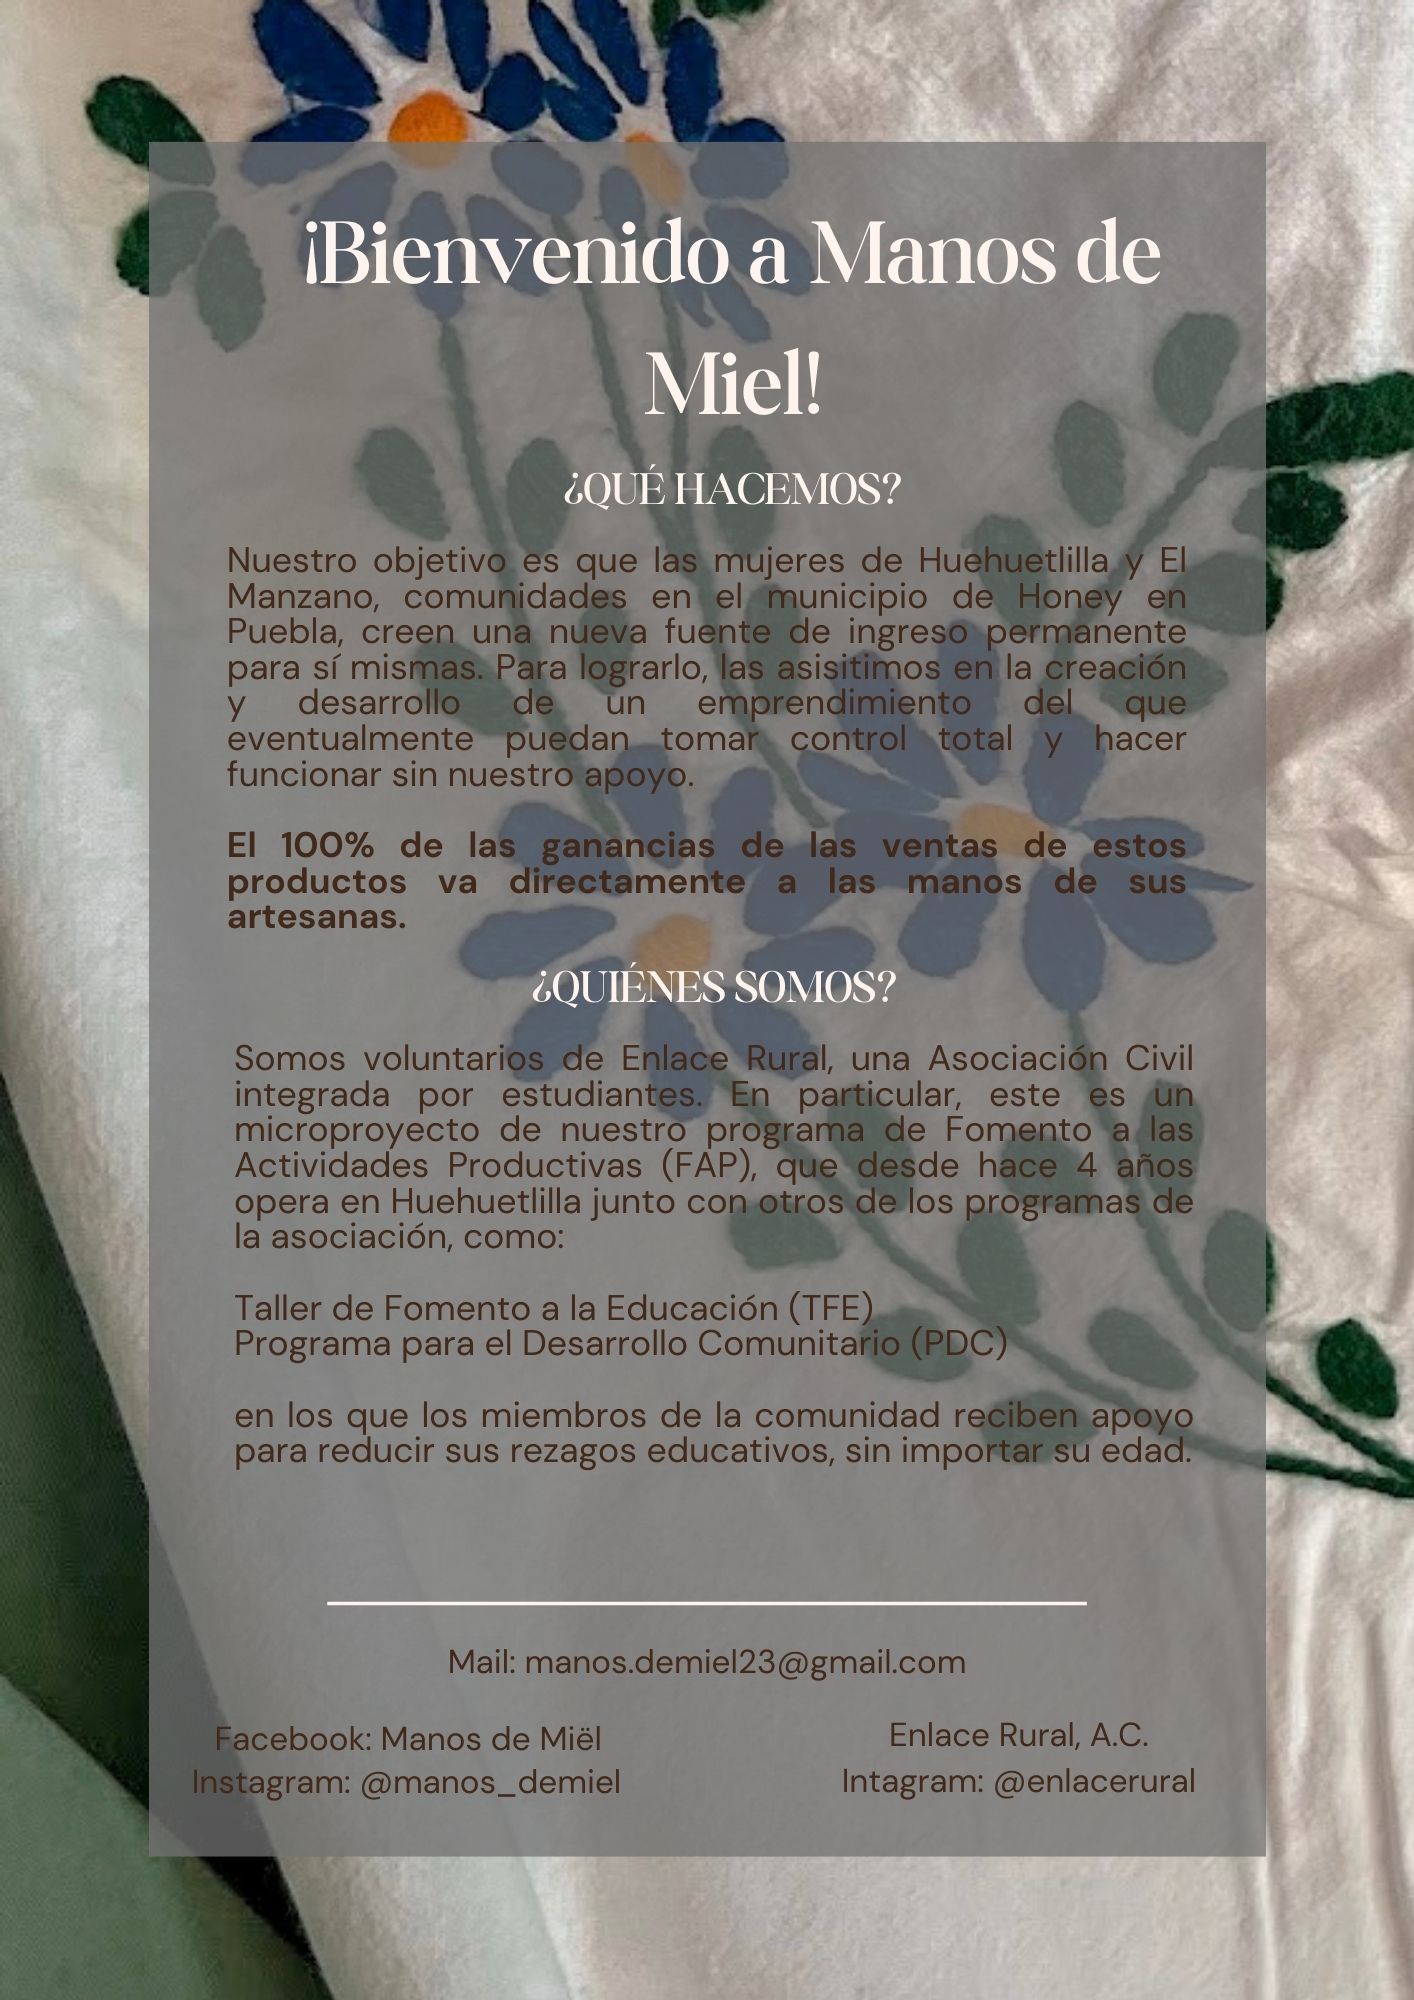 ¡Bienvenido a Manos de
Miel!
¿QUÉ HACEMOS?
Nuestro objetivo es que las mujeres de Huehuetlilla y El
Manzano, comunidades en el municipio de Honey en
Puebla, creen una nueva fuente de ingreso permanente
para sí mismas. Para lograrlo, las asisitimos en la creación
y desarrollo de un emprendimiento del que
eventualmente puedan tomar control total y hacer
funcionar sin nuestro apoyo.
El 100% de las ganancias de las ventas de estos
productos va directamente a las manos de sus
artesanas.
¿QUIÉNES SOMOS?
Somos voluntarios de Enlace Rural, una Asociación Civil
integrada por estudiantes. En particular, este es un
microproyecto de nuestro programa de Fomento a las
Actividades Productivas (FAP), que desde hace 4 años
opera en Huehuetlilla junto con otros de los programas de
la asociación, como:
Taller de Fomento a la Educación (TFE)
Programa para el Desarrollo Comunitario (PDC)
en los que los miembros de la comunidad reciben apoyo
para reducir sus rezagos educativos, sin importar su edad.
Mail: manos.demiel23@gmail.com
Facebook: Manos de Miël
Instagram: @manos_demiel
Enlace Rural, A.C.
Intagram: @enlacerural